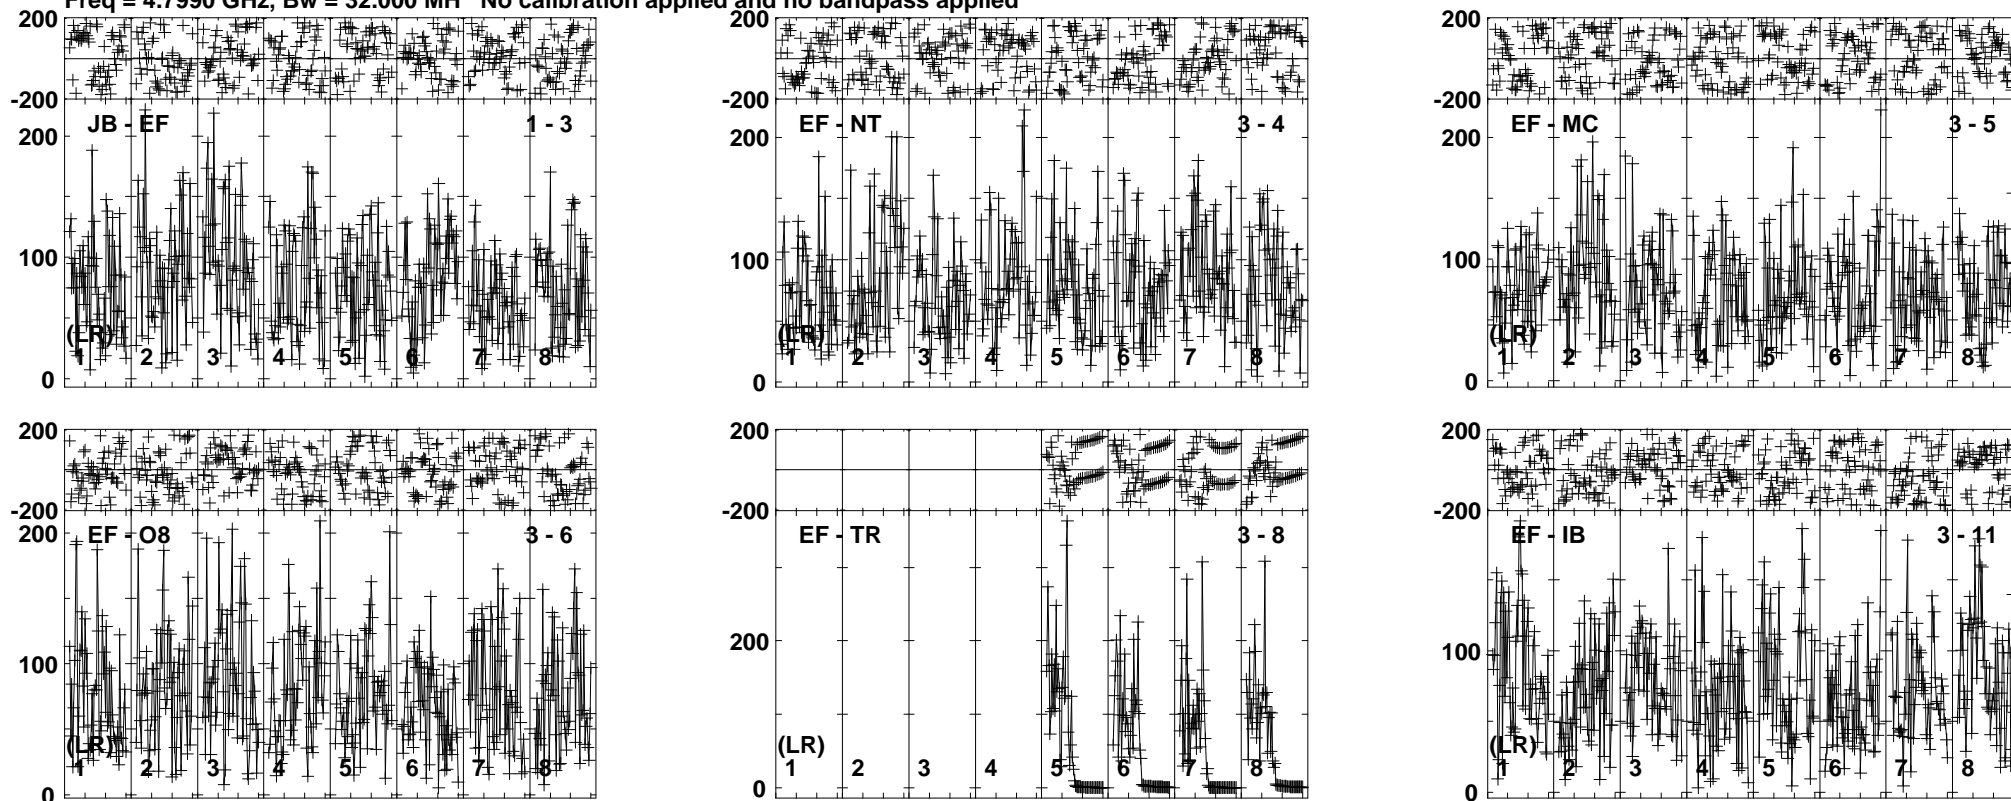 Freq = 4.7990 GHz, Bw = 32.000 MH No calibration applied and no bandpass applied
200
-200
JB - EF 1 - 3
200
100
(LR)
1 2 3 4 5 6 7 8
0
200
-200
EF - NT 3 - 4
200
100
(LR)
1 2 3 4 5 6 7 8
0
200
-200
EF - MC 3 - 5
200
100
(LR)
1 2 3 4 5 6 7 8
0
200
-200
EF - O8 3 - 6
200
100
(LR)
1 2 3 4 5 6 7 8
0
200
-200
EF - TR 3 - 8
200
(LR)
1 2 3 4 5 6 7 8
0
200
-200
EF - IB 3 - 11
100
(LR)
1 2 3 4 5 6 7 8
0